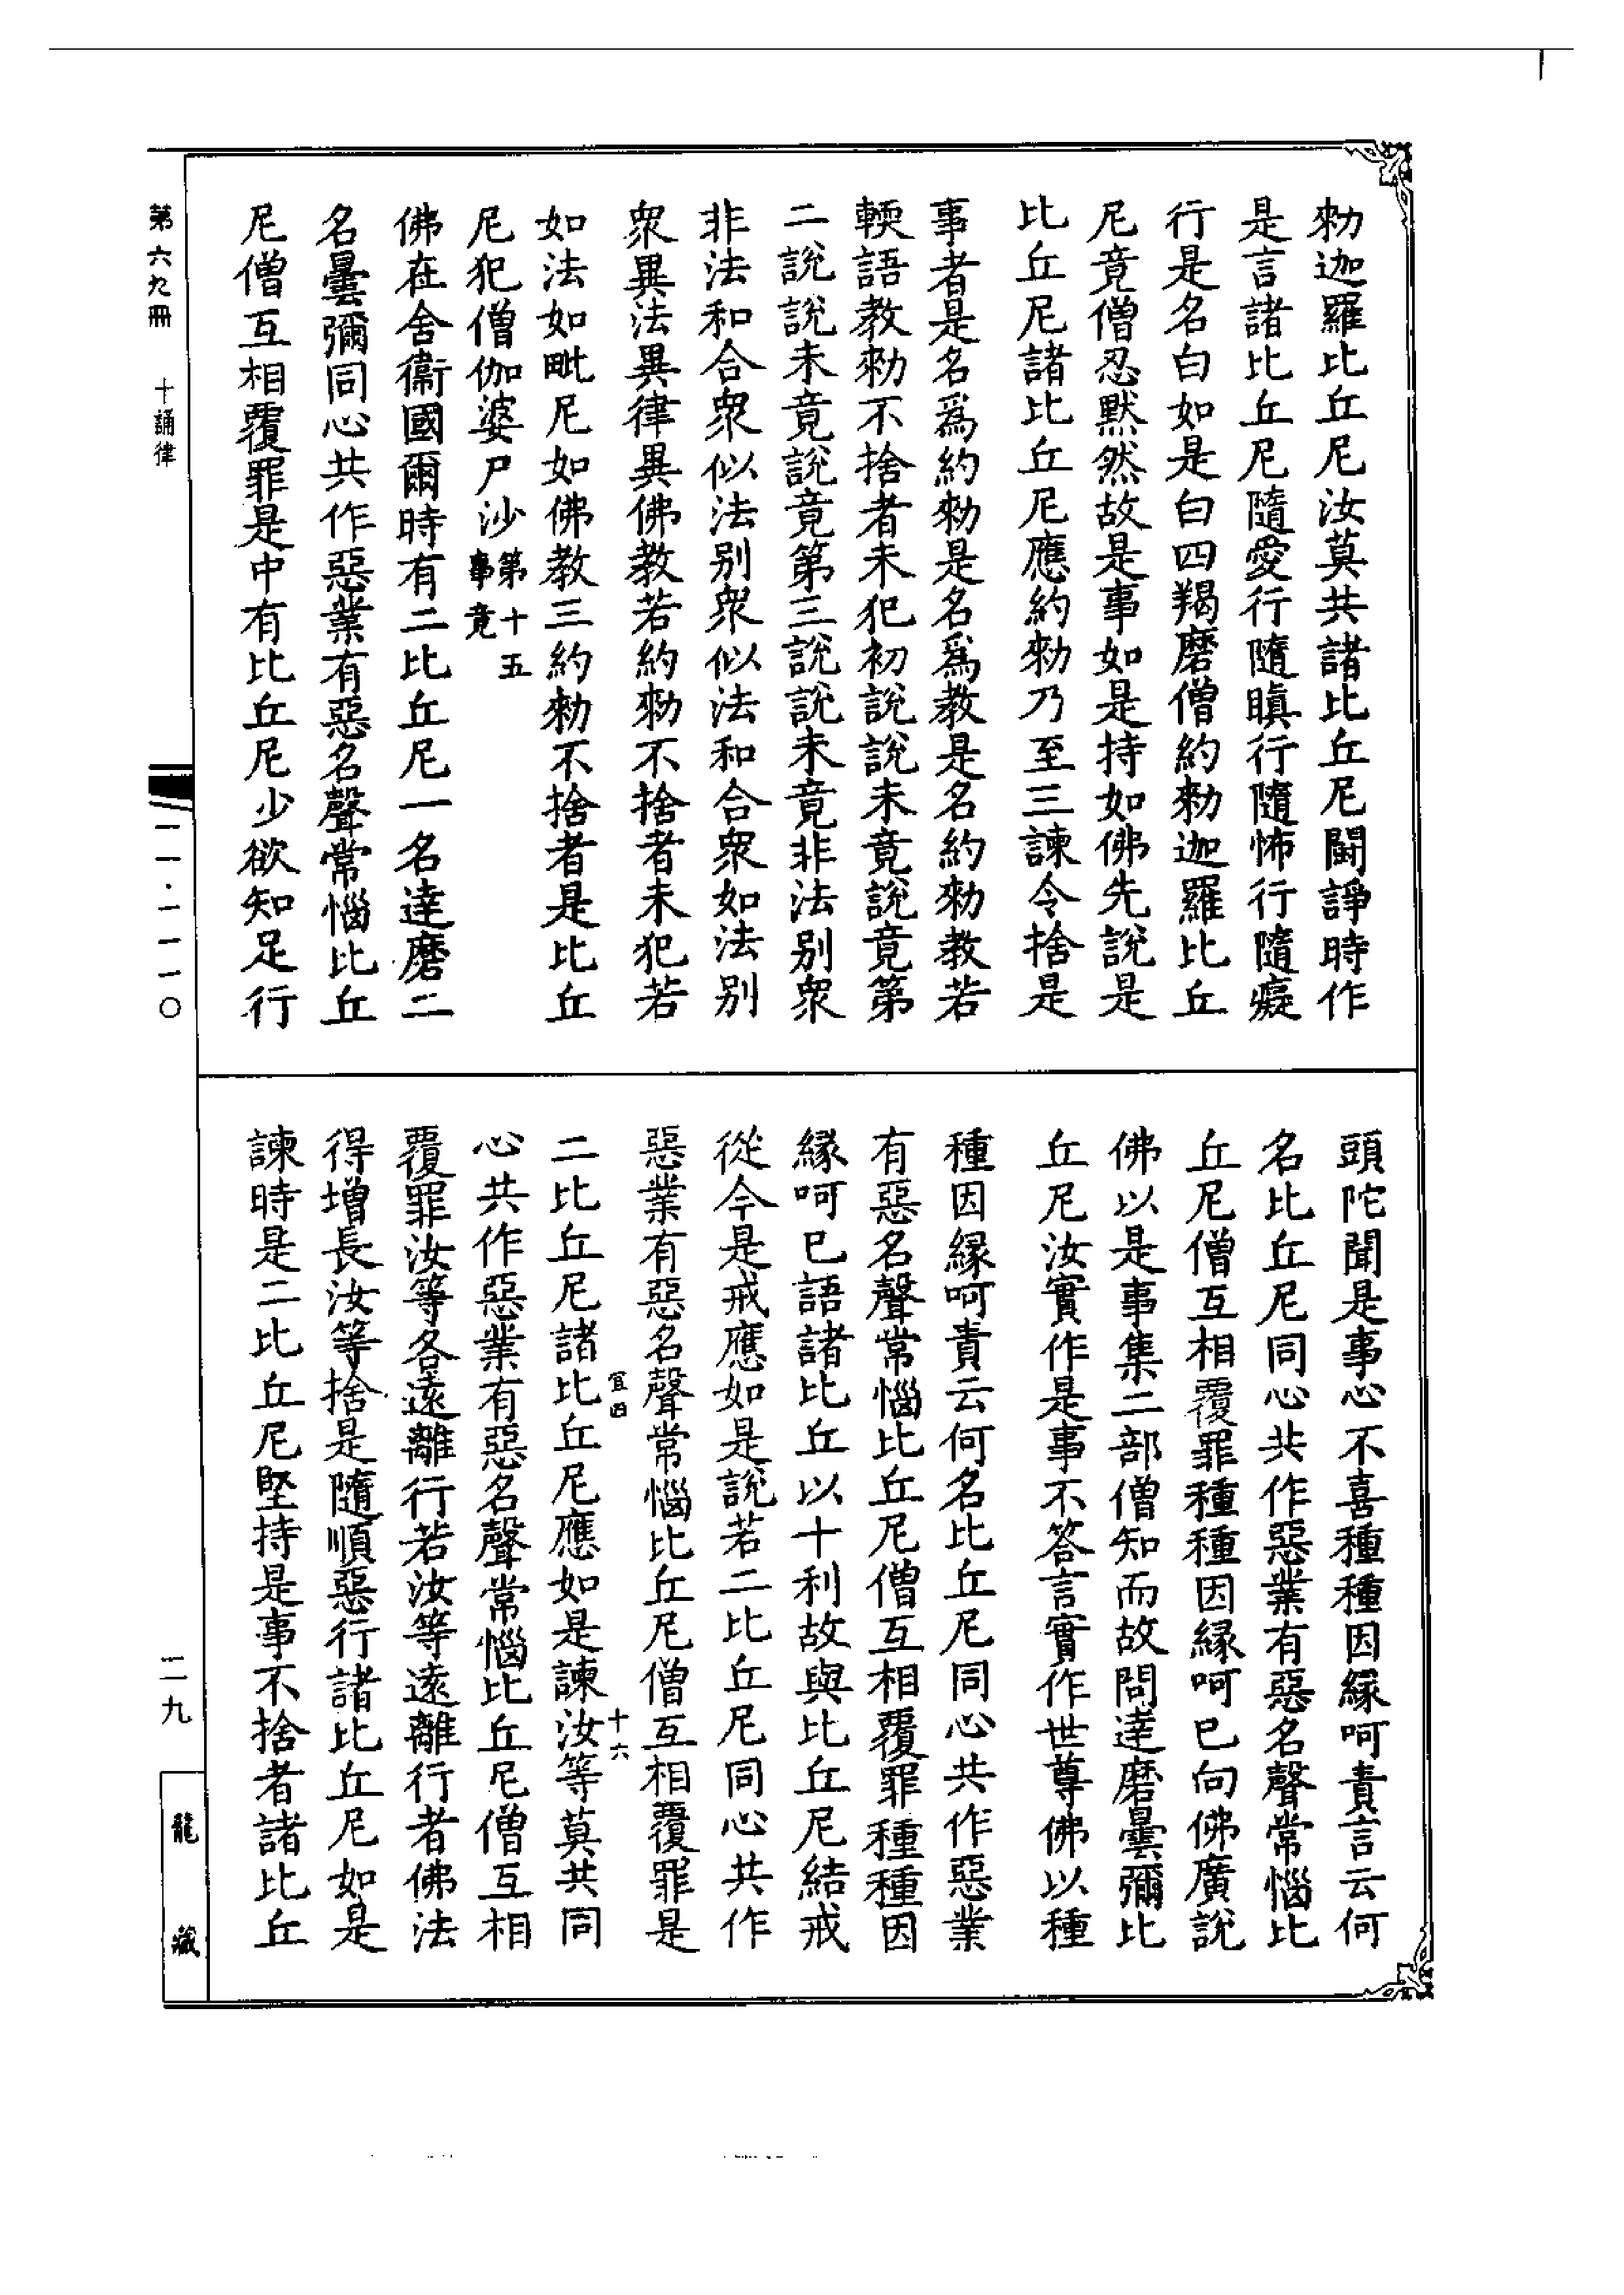 勑迦羅比丘尼汝莫共諸比丘尼鬪諍時作
是言諸比丘尼隨愛行隨瞋行隨怖行隨癡
行是名白如是白四羯磨僧約勑迦羅比丘
尼竟僧忍默然故是事如是持如佛先說是
比丘尼諸比丘尼應約勑乃至三諫令捨是
事者是名爲約勑是名爲教是名約勑教若
輭語教勑不捨者未犯初說說未竟說竟第
二說說未竟說竟第三說說未竟非法別衆
非法和合衆似法別衆似法和合衆如法別
衆異法異律異佛教若約勑不捨者未犯若
如法如毗尼如佛教三約勑不捨者是比丘
尼犯僧伽婆尸沙第十五事竟
佛在舍衞國爾時有二比丘尼一名達磨二
名曇彌同心共作惡業有惡名聲常惱比丘
尼僧互相覆罪是中有比丘尼少欲知足行
頭陀聞是事心不喜種種因緣呵責言云何
名比丘尼同心共作惡業有惡名聲常惱比
丘尼僧互相覆罪種種因緣呵已向佛廣說
佛以是事集二部僧知而故問達磨曇彌比
丘尼汝實作是事不答言實作世尊佛以種
種因緣呵責云何名比丘尼同心共作惡業
有惡名聲常惱比丘尼僧互相覆罪種種因
緣呵已語諸比丘以十利故與比丘尼結戒
從今是戒應如是說若二比丘尼同心共作
惡業有惡名聲常惱比丘尼僧互相覆罪是
宜四 十六
二比丘尼諸比丘尼應如是諫汝等莫共同
心共作惡業有惡名聲常惱比丘尼僧互相
覆罪汝等各遠離行若汝等遠離行者佛法
得增長汝等捨是隨順惡行諸比丘尼如是
諫時是二比丘尼堅持是事不捨者諸比丘
第六九冊 十誦律
一一·二一一〇
二九
龍藏